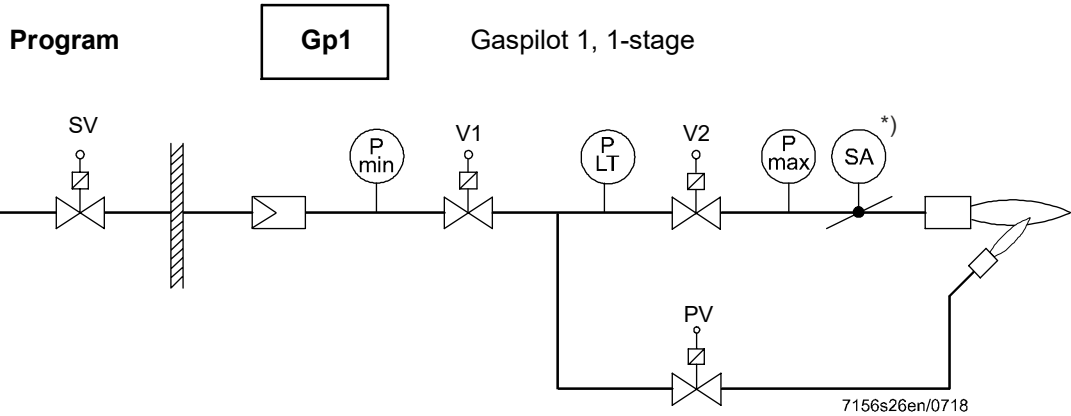 Program Gp1 Gaspilot 1, 1-stage
SV
P
min
V1
P
LT
V2
P
max
SA
*)
PV
7156s26en/0718